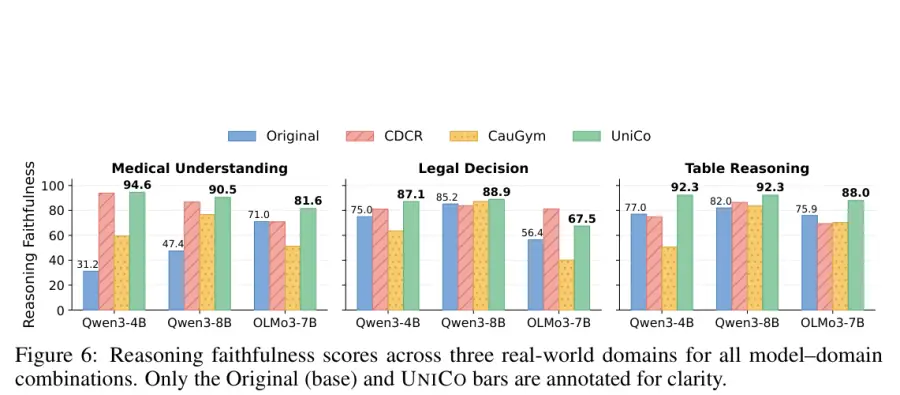 Original CDCR CauGym UniCo
Medical Understanding Legal Decision Table Reasoning
Reasoning Faithfulness
100
80
60
40
20
0
31.2 94.6 47.4 90.5 71.0 81.6
75.0 87.1 85.2 88.9 56.4 67.5
77.0 92.3 82.0 92.3 75.9 88.0
Qwen3-4B Qwen3-8B OLMo3-7B Qwen3-4B Qwen3-8B OLMo3-7B Qwen3-4B Qwen3-8B OLMo3-7B
Figure 6: Reasoning faithfulness scores across three real-world domains for all model–domain
combinations. Only the Original (base) and UNICO bars are annotated for clarity.